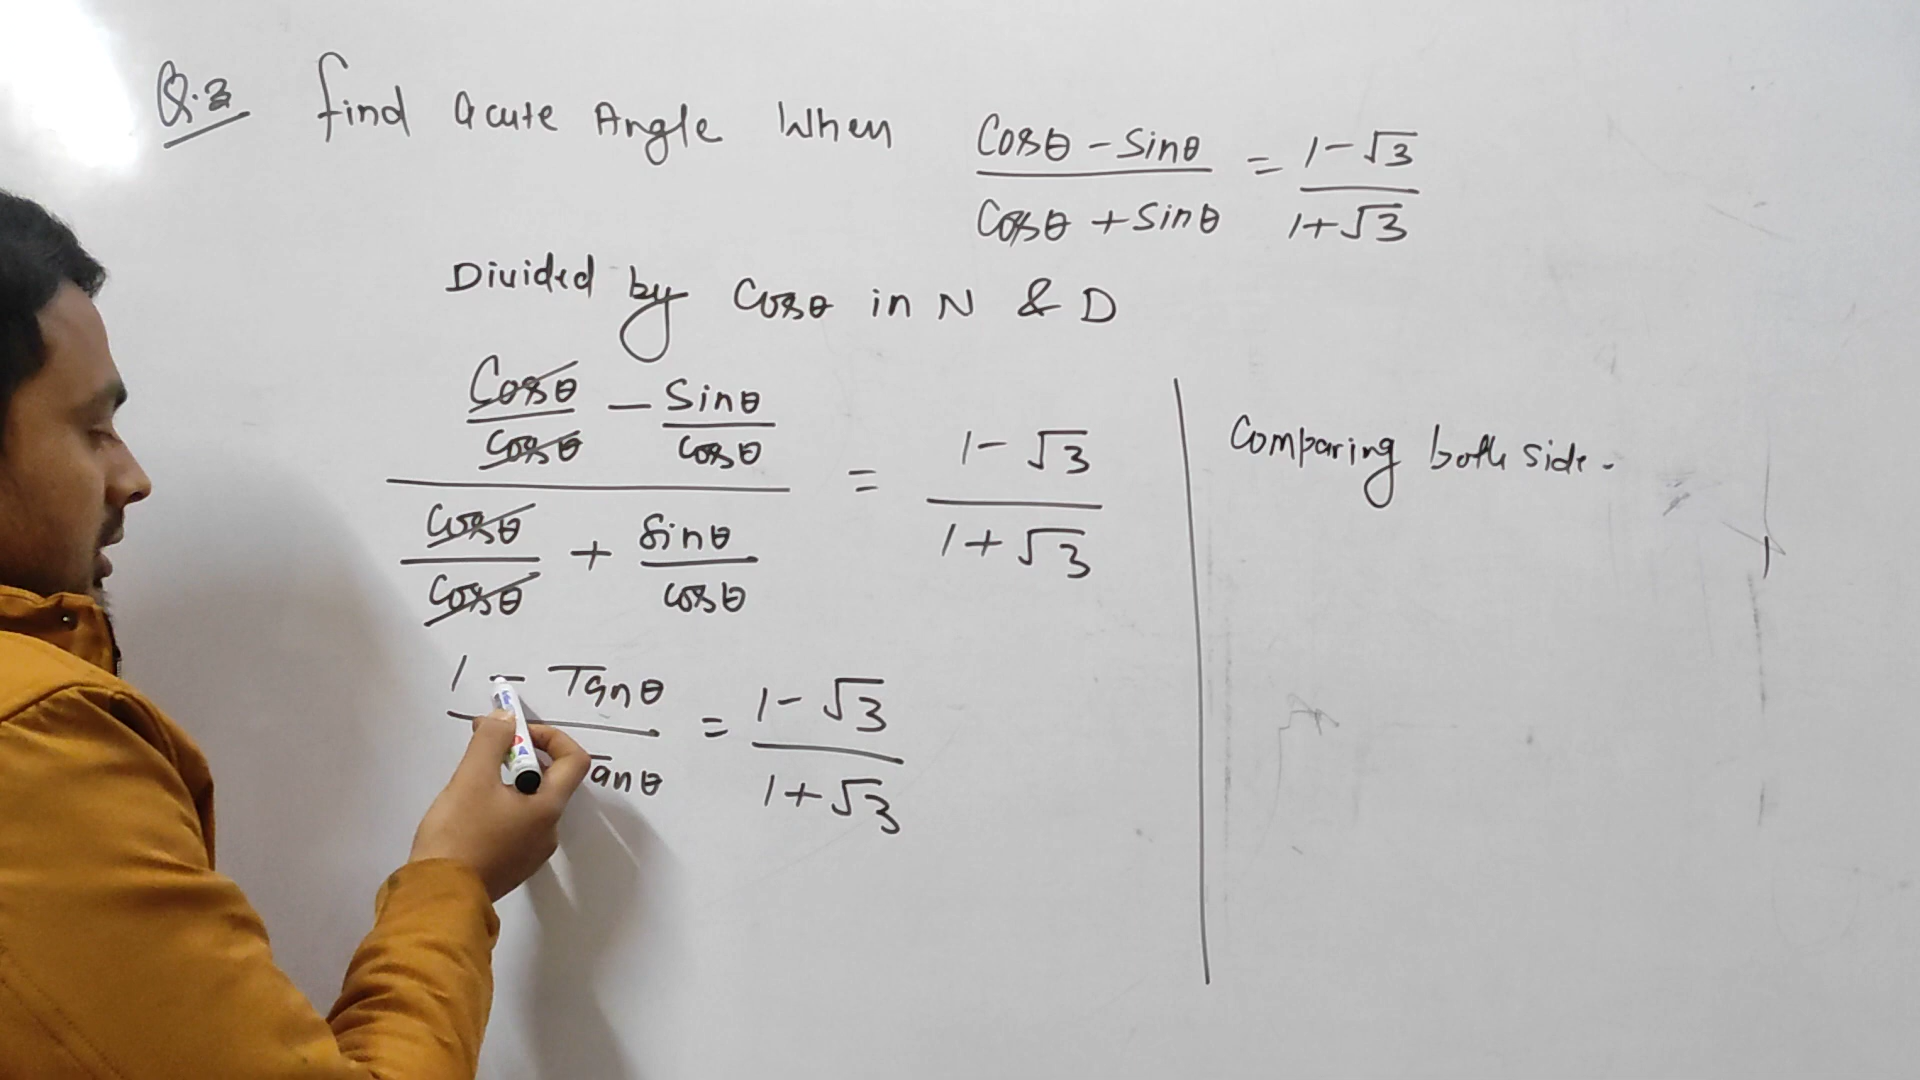 Q.3 find acute Angle When (Cosθ - Sinθ)/(Cosθ + Sinθ) = (1-√3)/(1+√3)
Divided by Cosθ in N & D
(Cosθ/Cosθ - Sinθ/Cosθ)/(Cosθ/Cosθ + Sinθ/Cosθ) = (1-√3)/(1+√3)
(1 - Tanθ)/(anθ) = (1-√3)/(1+√3)
Comparing both side.